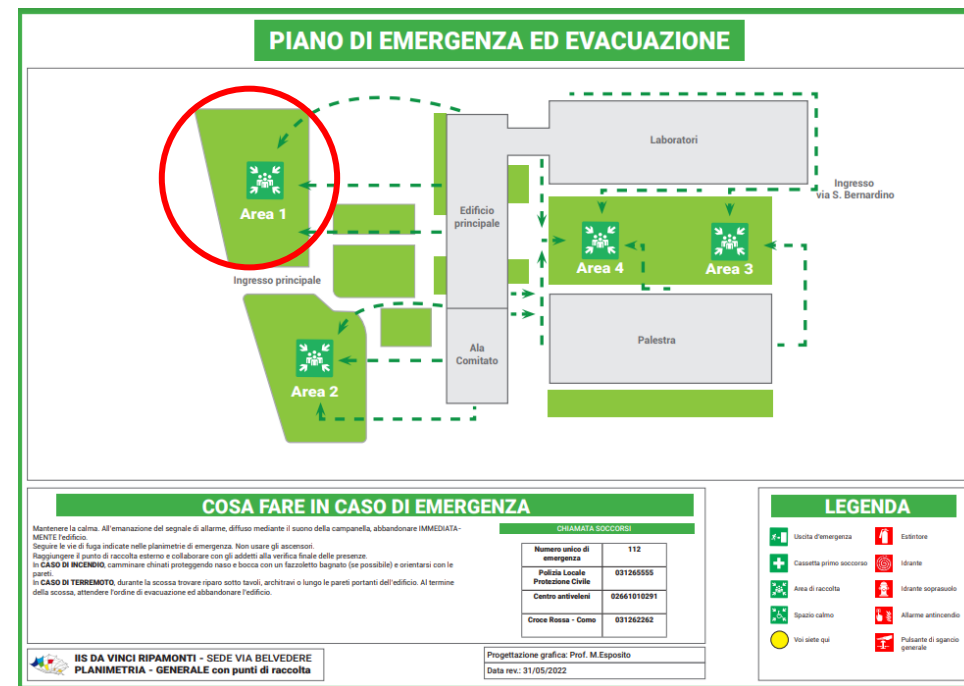 PIANO DI EMERGENZA ED EVACUAZIONE
Laboratori
Ingresso
via S. Bernardino
Area 1
Edificio
principale
Area 4
Area 3
Ingresso principale
Palestra
Ala
Comitato
Area 2
COSA FARE IN CASO DI EMERGENZA
Mantenere la calma. All'emanazione del segnale di allarme, diffuso mediante il suono della campanella, abbandonare IMMEDIATA-
MENTE l'edificio.
Seguire le vie di fuga indicate nelle planimetrie di emergenza. Non usare gli ascensori.
Raggiungere il punto di raccolta esterno e collaborare con gli addetti alla verifica finale delle presenze.
In CASO DI INCENDIO, camminare chinati proteggendo naso e bocca con un fazzoletto bagnato (se possibile) e orientarsi con le
pareti.
In CASO DI TERREMOTO, durante la scossa trovare riparo sotto tavoli, architravi o lungo le pareti portanti dell'edificio. Al termine
della scossa, attendere l'ordine di evacuazione ed abbandonare l'edificio.
CHIAMATA SOCCORSI
Numero unico di
emergenza
112
Polizia Locale
Protezione Civile
031265555
Centro antiveleni
02661010291
Croce Rossa - Como
031262262
LEGENDA
Uscita d'emergenza
Estintore
Cassetta primo soccorso
Idrante
Area di raccolta
Idrante soprasuolo
Spazio calmo
Allarme antincendio
Voi siete qui
Pulsante di sgancio
generale
IIS DA VINCI RIPAMONTI - SEDE VIA BELVEDERE
PLANIMETRIA - GENERALE con punti di raccolta
Progettazione grafica: Prof. M.Esposito
Data rev.: 31/05/2022